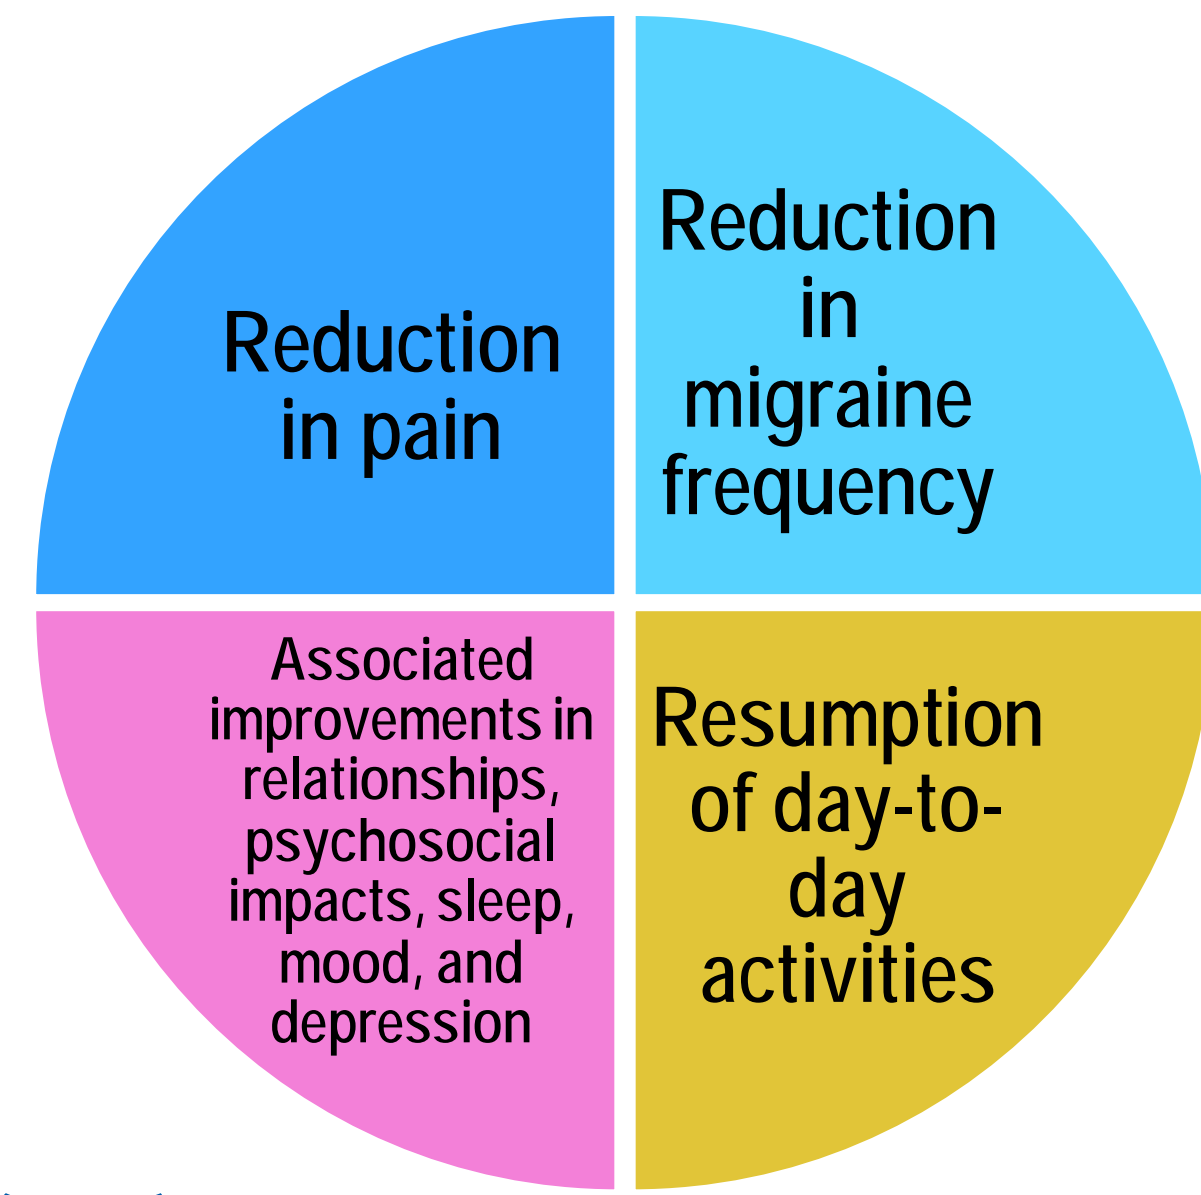 Reduction
in pain
Reduction
in
migraine
frequency
Associated
improvements in
relationships,
psychosocial
impacts, sleep,
mood, and
depression
Resumption
of day-to-
day
activities